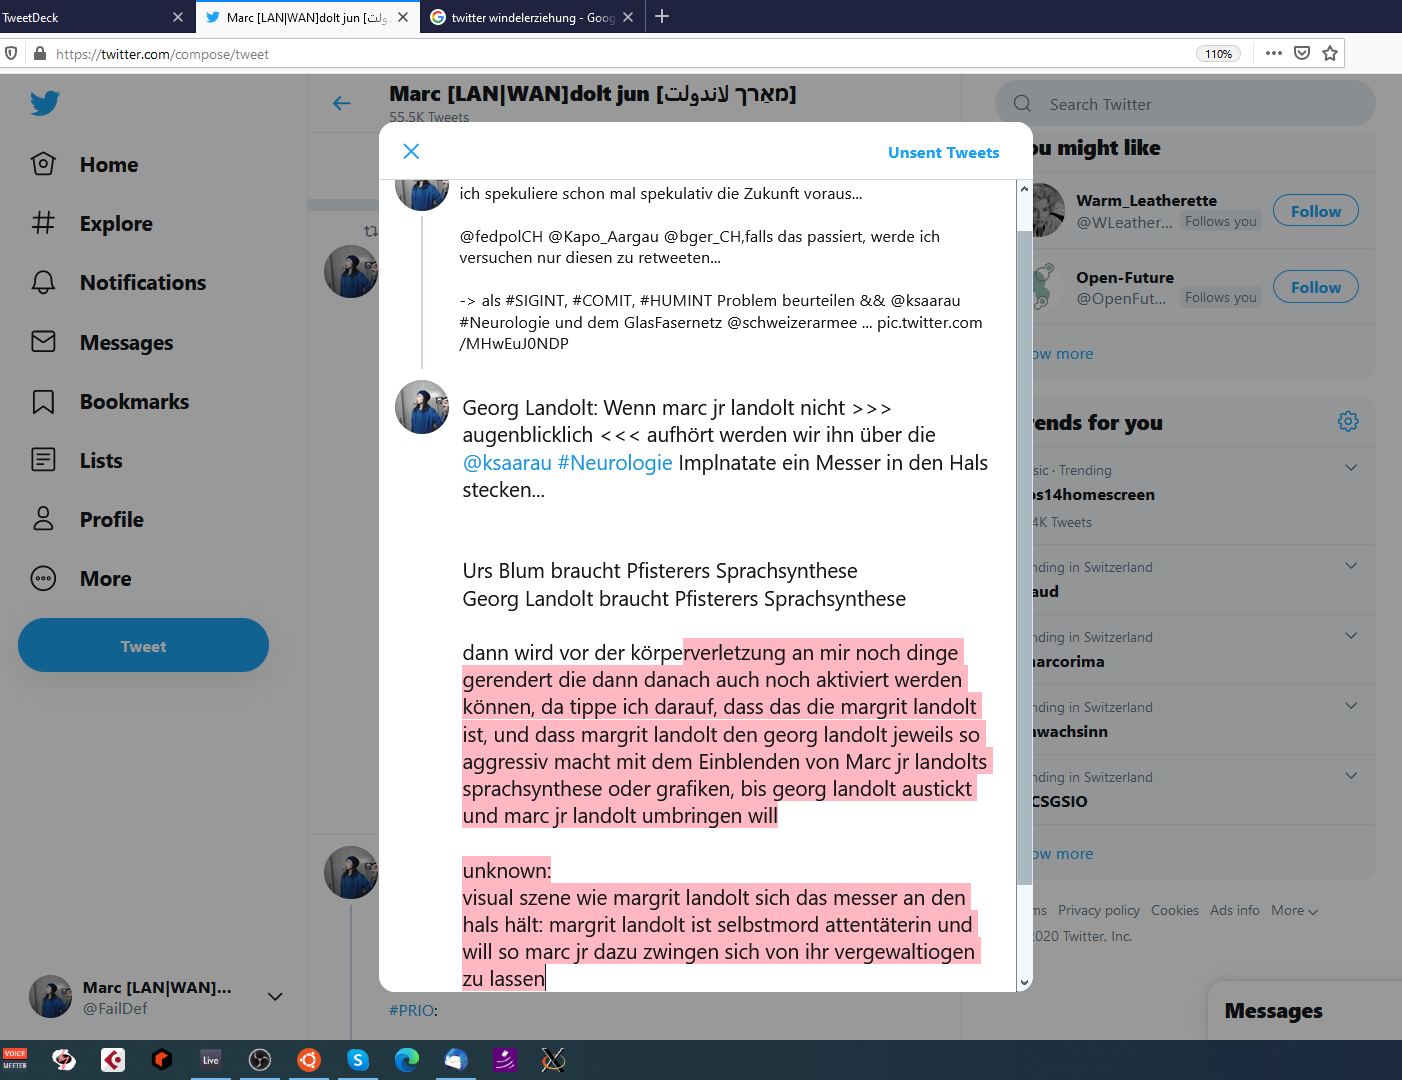 TweetDeck
Marc [LAN|WAN]dolt jun [לאַנדולת
twitter windelerziehung - Goog
https://twitter.com/compose/tweet
110%
Marc [LAN|WAN]dolt jun [מאַרך לאנדולת]
55.5K Tweets
Search Twitter
Home
Explore
Notifications
Messages
Bookmarks
Lists
Profile
More
Tweet
Marc [LAN|WAN]...
@FailDef
Unsent Tweets
ich spekuliere schon mal spekulativ die Zukunft voraus...
@fedpolCH @Kapo_Aargau @bger_CH,falls das passiert, werde ich
versuchen nur diesen zu retweeten...
-> als #SIGINT, #COMIT, #HUMINT Problem beurteilen && @ksaarau
#Neurologie und dem GlasFasernetz @schweizerarmee ... pic.twitter.com
/MHwEuJ0NDP
Georg Landolt: Wenn marc jr landolt nicht >>>
augenblicklich <<< aufhört werden wir ihn über die
@ksaarau #Neurologie Implnatate ein Messer in den Hals
stecken...
Urs Blum braucht Pfisterers Sprachsynthese
Georg Landolt braucht Pfisterers Sprachsynthese
dann wird vor der körperverletzung an mir noch dinge
gerendert die dann danach auch noch aktiviert werden
können, da tippe ich darauf, dass das die margrit landolt
ist, und dass margrit landolt den georg landolt jeweils so
aggressiv macht mit dem Einblenden von Marc jr landolts
sprachsynthese oder grafiken, bis georg landolt austickt
und marc jr landolt umbringen will
unknown:
visual szene wie margrit landolt sich das messer an den
hals hält: margrit landolt ist selbstmord attentäterin und
will so marc jr dazu zwingen sich von ihr vergewaltiogen
zu lassen
#PRIO:
ou might like
Warm_Leatherette
@WLeather... Follows you
Follow
Open-Future
@OpenFut... Follows you
Follow
ow more
ends for you
sic · Trending
os14homescreen
4K Tweets
nding in Switzerland
aud
nding in Switzerland
narcorima
nding in Switzerland
wachsinn
nding in Switzerland
CSGSIO
ow more
ms Privacy policy Cookies Ads info More
2020 Twitter, Inc.
Messages
VOICE
MEETER
Live